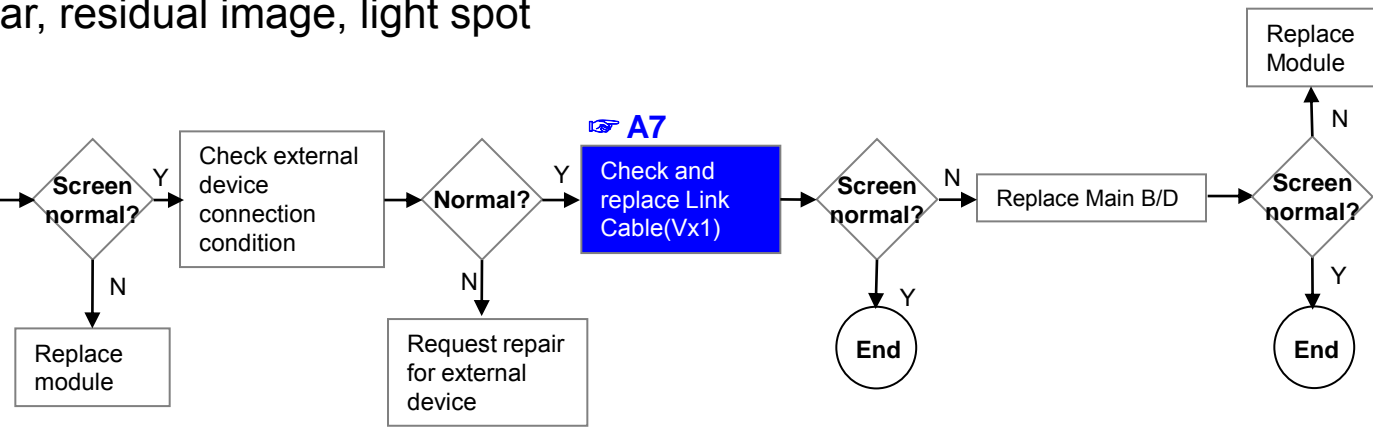 ar, residual image, light spot
Screen
normal?
Y
N
Replace
module
Check external
device
connection
condition
Normal?
Y
N
Request repair
for external
device
☞ A7
Check and
replace Link
Cable(Vx1)
Screen
normal?
N
Y
End
Replace Main B/D
Screen
normal?
N
Replace
Module
Y
End